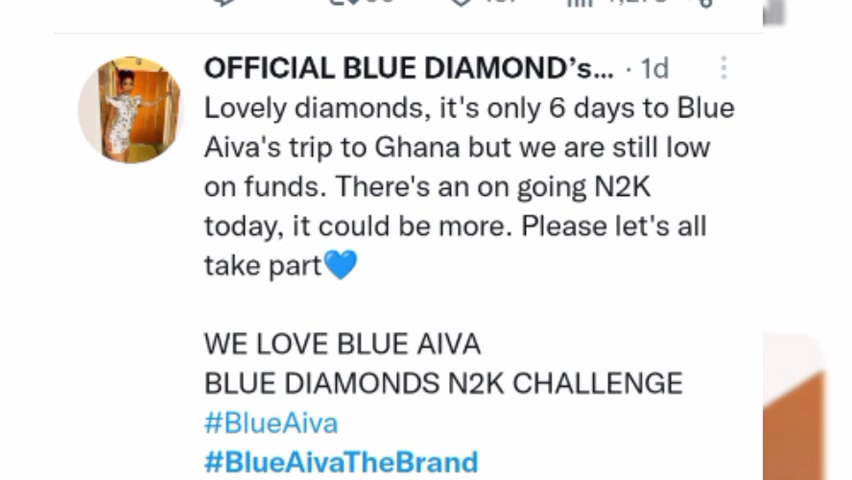 OFFICIAL BLUE DIAMOND’s... · 1d
Lovely diamonds, it's only 6 days to Blue
Aiva's trip to Ghana but we are still low
on funds. There's an on going N2K
today, it could be more. Please let's all
take part💙
WE LOVE BLUE AIVA
BLUE DIAMONDS N2K CHALLENGE
#BlueAiva
#BlueAivaTheBrand